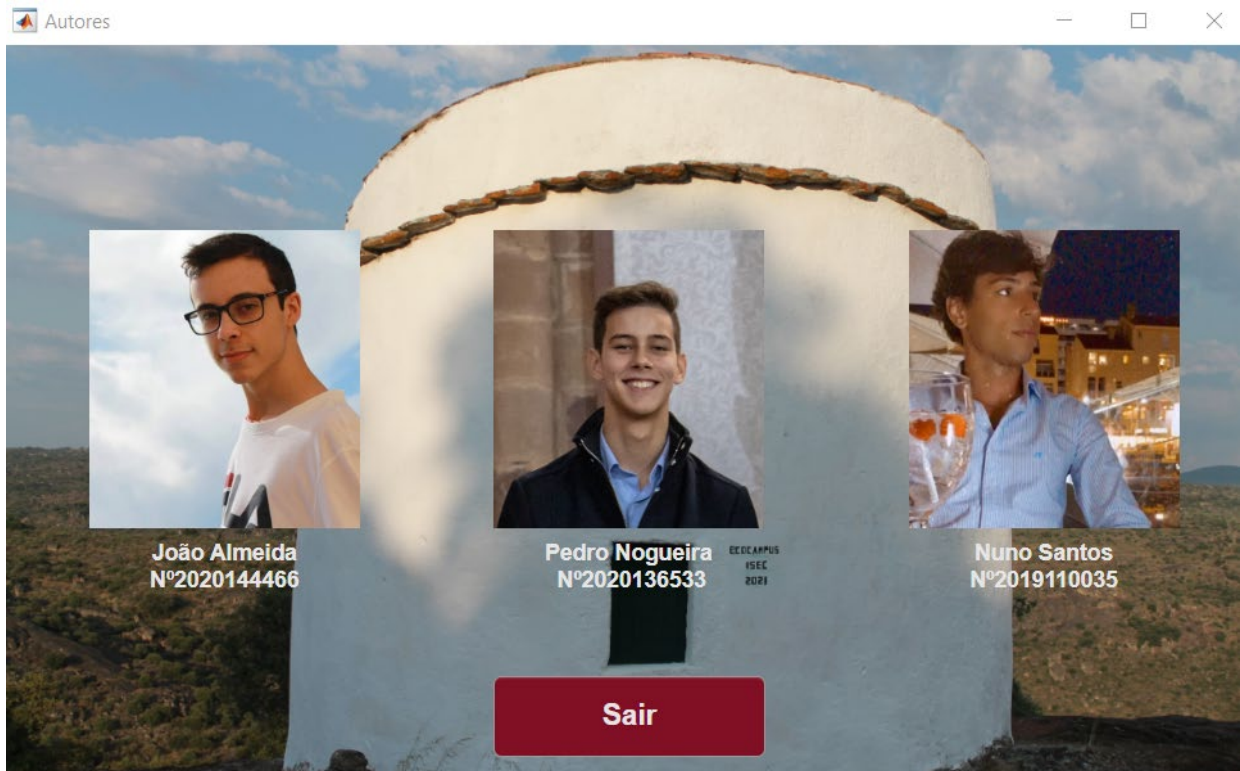 Autores
João Almeida
Nº2020144466
Pedro Nogueira
Nº2020136533
ECOCAMPUS
ISEC
2021
Nuno Santos
Nº2019110035
Sair